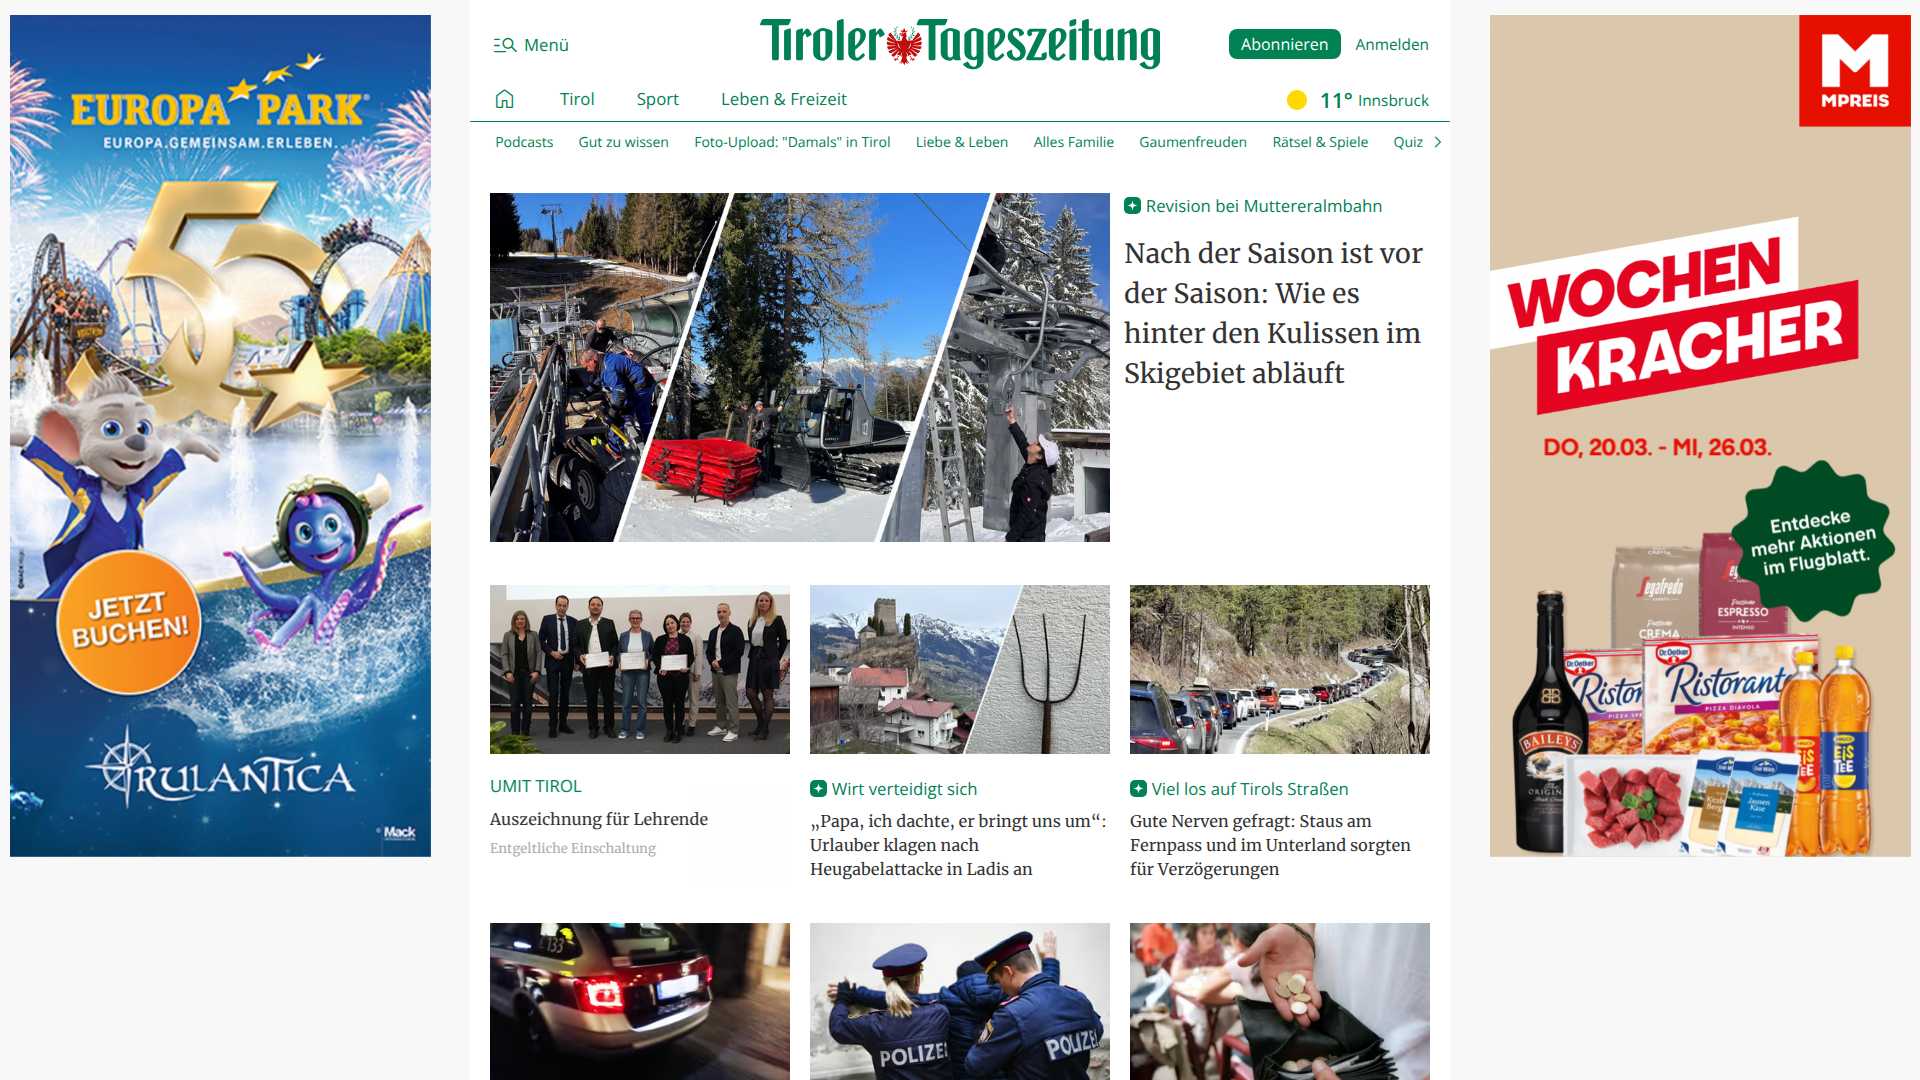 Menü
Tiroler Tageszeitung
Abonnieren
Anmelden
Tirol
Sport
Leben & Freizeit
11° Innsbruck
Podcasts
Gut zu wissen
Foto-Upload: "Damals" in Tirol
Liebe & Leben
Alles Familie
Gaumenfreuden
Rätsel & Spiele
Quiz
EUROPA PARK
EUROPA.GEMEINSAM.ERLEBEN.
50
JETZT
BUCHEN!
RULANTICA
Mack
Revision bei Muttereralmbahn
Nach der Saison ist vor
der Saison: Wie es
hinter den Kulissen im
Skigebiet abläuft
UMIT TIROL
Auszeichnung für Lehrende
Entgeltliche Einschaltung
Wirt verteidigt sich
„Papa, ich dachte, er bringt uns um“:
Urlauber klagen nach
Heugabelattacke in Ladis an
Viel los auf Tirols Straßen
Gute Nerven gefragt: Staus am
Fernpass und im Unterland sorgten
für Verzögerungen
133
POLIZEI
POLIZEI
M
MPREIS
WOCHEN
KRACHER
DO, 20.03. - MI, 26.03.
Entdecke
mehr Aktionen
im Flugblatt.
Segafredo
CREMA
ESPRESSO
Dr.Oetker
Dr.Oetker
Ristorante
PIZZA DIAVOLA
BAILEYS
EIS
TEE
Jausen
Käse